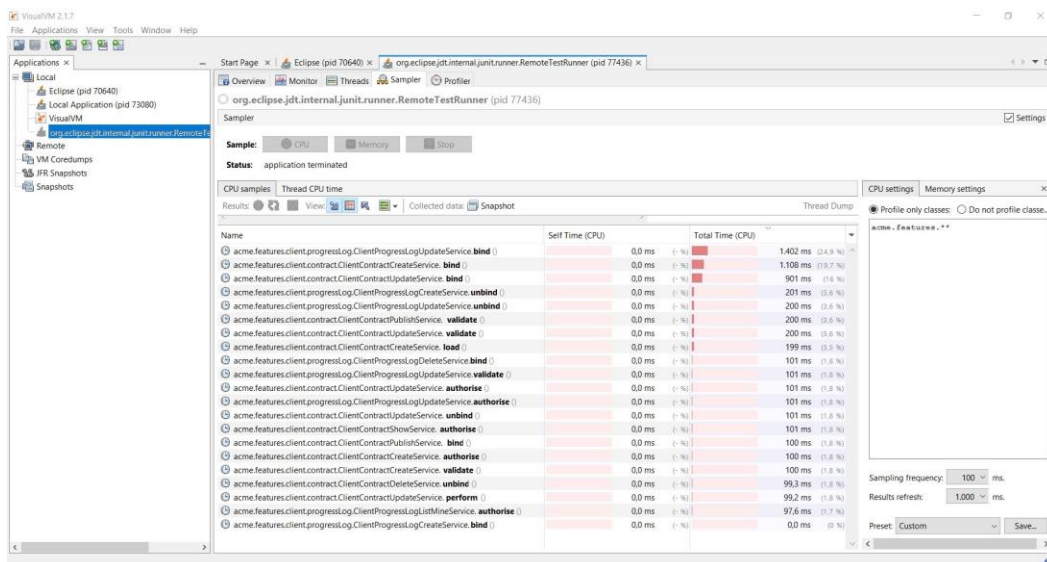 VisualVM 2.1.7
File Applications View Tools Window Help
Applications ×
Start Page × Eclipse (pid 70640) × org.eclipse.jdt.internal.junit.runner.RemoteTestRunner (pid 77436) ×
Local
Eclipse (pid 70640)
Local Application (pid 73080)
VisualVM
org.eclipse.jdt.internal.junit.runner.RemoteTe
Remote
VM Coredumps
JFR Snapshots
Snapshots
Overview Monitor Threads Sampler Profiler
org.eclipse.jdt.internal.junit.runner.RemoteTestRunner (pid 77436)
Sampler Settings
Sample: CPU Memory Stop
Status: application terminated
CPU samples Thread CPU time
Results: View: Collected data: Snapshot Thread Dump
Name Self Time (CPU) Total Time (CPU)
acme.features.client.progressLog.ClientProgressLogUpdateService.bind () 0,0 ms (- %) 1.402 ms (24,9 %)
acme.features.client.contract.ClientContractCreateService. bind () 0,0 ms (- %) 1.108 ms (19,7 %)
acme.features.client.contract.ClientContractUpdateService. bind () 0,0 ms (- %) 901 ms (16 %)
acme.features.client.progressLog.ClientProgressLogCreateService.unbind () 0,0 ms (- %) 201 ms (3,6 %)
acme.features.client.progressLog.ClientProgressLogUpdateService.unbind () 0,0 ms (- %) 200 ms (3,6 %)
acme.features.client.contract.ClientContractPublishService. validate () 0,0 ms (- %) 200 ms (3,6 %)
acme.features.client.contract.ClientContractUpdateService. validate () 0,0 ms (- %) 200 ms (3,6 %)
acme.features.client.contract.ClientContractCreateService. load () 0,0 ms (- %) 199 ms (3,5 %)
acme.features.client.progressLog.ClientProgressLogDeleteService.bind () 0,0 ms (- %) 101 ms (1,8 %)
acme.features.client.progressLog.ClientProgressLogUpdateService.validate () 0,0 ms (- %) 101 ms (1,8 %)
acme.features.client.contract.ClientContractUpdateService. authorise () 0,0 ms (- %) 101 ms (1,8 %)
acme.features.client.progressLog.ClientProgressLogUpdateService.authorise () 0,0 ms (- %) 101 ms (1,8 %)
acme.features.client.contract.ClientContractUpdateService. unbind () 0,0 ms (- %) 101 ms (1,8 %)
acme.features.client.contract.ClientContractShowService. authorise () 0,0 ms (- %) 101 ms (1,8 %)
acme.features.client.contract.ClientContractPublishService. bind () 0,0 ms (- %) 100 ms (1,8 %)
acme.features.client.contract.ClientContractCreateService. authorise () 0,0 ms (- %) 100 ms (1,8 %)
acme.features.client.contract.ClientContractCreateService. validate () 0,0 ms (- %) 100 ms (1,8 %)
acme.features.client.contract.ClientContractDeleteService. unbind () 0,0 ms (- %) 99,3 ms (1,8 %)
acme.features.client.contract.ClientContractUpdateService. perform () 0,0 ms (- %) 99,2 ms (1,8 %)
acme.features.client.progressLog.ClientProgressLogListMineService. authorise () 0,0 ms (- %) 97,6 ms (1,7 %)
acme.features.client.progressLog.ClientProgressLogCreateService.bind () 0,0 ms (- %) 0,0 ms (0 %)
CPU settings Memory settings ×
Profile only classes: Do not profile classe..
acme.features.**
Sampling frequency: 100 ms.
Results refresh: 1.000 ms.
Preset: Custom Save...